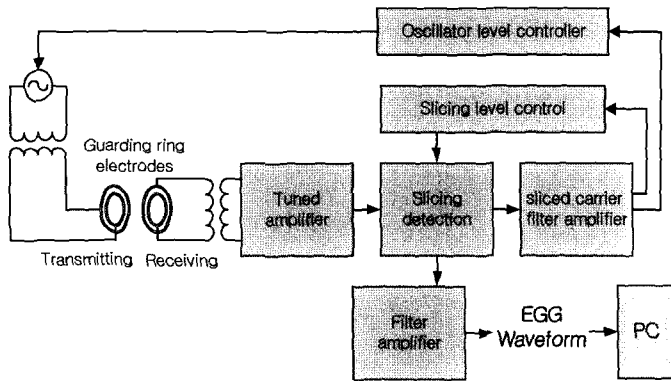 Oscillator level controller
Slicing level control
Guarding ring
electrodes
Tuned
amplifier
Slicing
detection
sliced carrier
filter amplifier
Transmitting
Receiving
Filter
amplifier
EGG
Waveform
PC